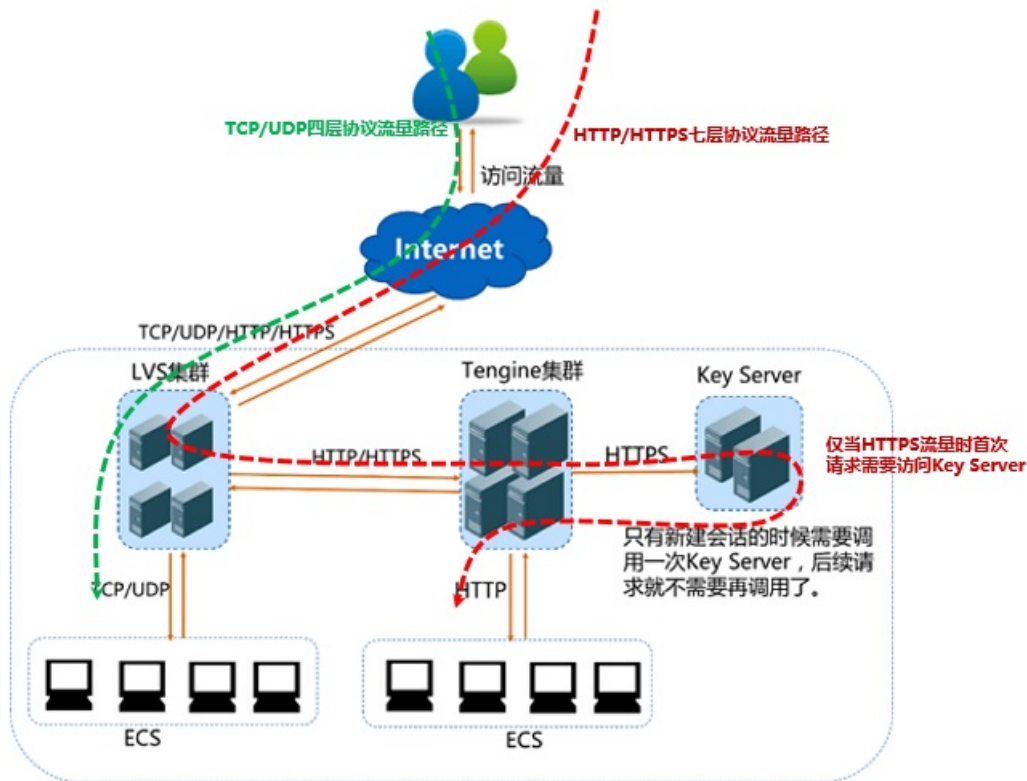 TCP/UDP四层协议流量路径
HTTP/HTTPS七层协议流量路径
访问流量
Internet
TCP/UDP/HTTP/HTTPS
LVS集群
Tengine集群
Key Server
HTTP/HTTPS
HTTPS
仅当HTTPS流量时首次
请求需要访问Key Server
只有新建会话的时候需要调
用一次Key Server，后续请
求就不需要再调用了。
TCP/UDP
HTTP
ECS
ECS